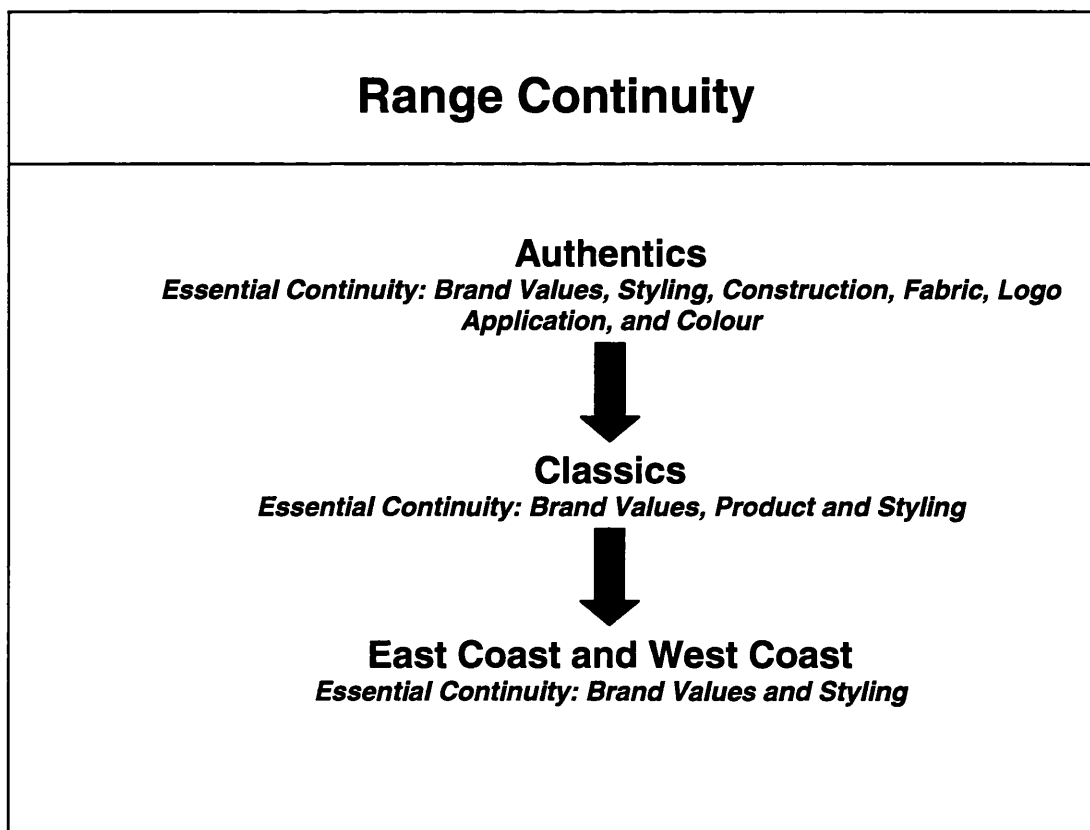 Range Continuity
Authentics
Essential Continuity: Brand Values, Styling, Construction, Fabric, Logo
Application, and Colour
Classics
Essential Continuity: Brand Values, Product and Styling
East Coast and West Coast
Essential Continuity: Brand Values and Styling